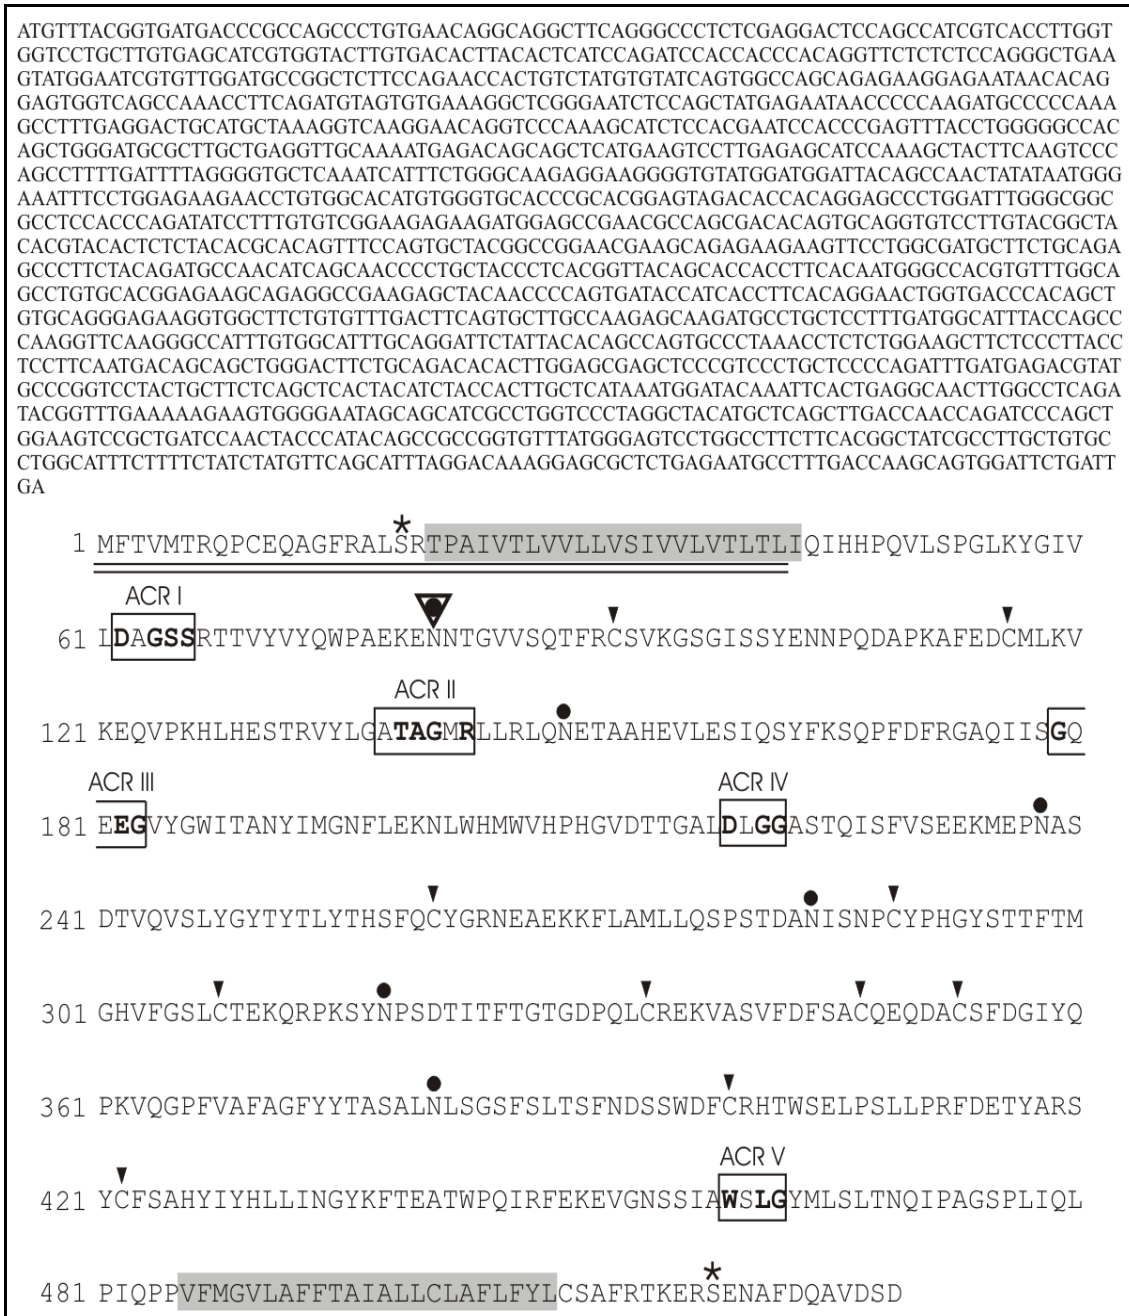 ATGTTTACGGTGATGACCCGCCAGCCCTGTGAACAGGCAGGCTTCAGGGCCCTCTCGAGGACTCCAGCCATCGTCACCTTGGT
GGTCCTGCTTGTGAGCATCGTGGTACTTGTGACACTTACACTCATCCAGATCCACCACCCACAGGTTCTCTCTCCAGGGCTGAA
GTATGGAATCGTGTTGGATGCCGGCTCTTCCAGAACCACTGTCTATGTGTATCAGTGGCCAGCAGAGAAGGAGAATAACACAG
GAGTGGTCAGCCAAACCTTCAGATGTAGTGTGAAAGGCTCGGGAATCTCCAGCTATGAGAATAACCCCCAAGATGCCCCCAAA
GCCTTTGAGGACTGCATGCTAAAGGTCAAGGAACAGGTCCCAAAGCATCTCCACGAATCCACCCGAGTTTACCTGGGGGCCAC
AGCTGGGATGCGCTTGCTGAGGTTGCAAAATGAGACAGCAGCTCATGAAGTCCTTGAGAGCATCCAAAGCTACTTCAAGTCCC
AGCCTTTTGATTTTAGGGGTGCTCAAATCATTTCTGGGCAAGAGGAAGGGGTGTATGGATGGATTACAGCCAACTATATAATGGG
AAATTTCCTGGAGAAGAACCTGTGGCACATGTGGGTGCACCCGCACGGAGTAGACACCACAGGAGCCCTGGATTTGGGCGGC
GCCTCCACCCAGATATCCTTTGTGTCGGAAGAGAAGATGGAGCCGAACGCCAGCGACACAGTGCAGGTGTCCTTGTACGGCTA
CACGTACACTCTCTACACGCACAGTTTCCAGTGCTACGGCCGGAACGAAGCAGAGAAGAAGTTCCTGGCGATGCTTCTGCAGA
GCCCTTCTACAGATGCCAACATCAGCAACCCCTGCTACCCTCACGGTTACAGCACCACCTTCACAATGGGCCACGTGTTTGGCA
GCCTGTGCACGGAGAAGCAGAGGCCGAAGAGCTACAACCCCAGTGATACCATCACCTTCACAGGAACTGGTGACCCACAGCT
GTGCAGGGAGAAGGTGGCTTCTGTGTTTGACTTCAGTGCTTGCCAAGAGCAAGATGCCTGCTCCTTTGATGGCATTTACCAGCC
CAAGGTTCAAGGGCCATTTGTGGCATTTGCAGGATTCTATTACACAGCCAGTGCCCTAAACCTCTCTGGAAGCTTCTCCCTTACC
TCCTTCAATGACAGCAGCTGGGACTTCTGCAGACACACTTGGAGCGAGCTCCCGTCCCTGCTCCCCAGATTTGATGAGACGTAT
GCCCGGTCCTACTGCTTCTCAGCTCACTACATCTACCACTTGCTCATAAATGGATACAAATTCACTGAGGCAACTTGGCCTCAGA
TACGGTTTGAAAAAGAAGTGGGGAATAGCAGCATCGCCTGGTCCCTAGGCTACATGCTCAGCTTGACCAACCAGATCCCAGCT
GGAAGTCCGCTGATCCAACTACCCATACAGCCGCCGGTGTTTATGGGAGTCCTGGCCTTCTTCACGGCTATCGCCTTGCTGTGC
CTGGCATTTCTTTTCTATCTATGTTCAGCATTTAGGACAAAGGAGCGCTCTGAGAATGCCTTTGACCAAGCAGTGGATTCTGATT
GA
*
1 MFTVMTRQPCEQAGFRALSRTPAIVTLVVLLVSIVVLVTLTLIQIHHPQVLSPGLKYGIV
ACR I
61 LDAGSSRTTVYVYQWPAEKENNTGVVSQTFRCSVKGSGISSYENNPQDAPKAFEDCMLKV
ACR II
121 KEQVPKHLHESTRVYLGATAGMRLLRLQNETAAHEVLESIQSYFKSQPFDFRGAQIISGQ
ACR III ACR IV
181 EEGVYGWITANYIMGNFLEKNLWHMWVHPHGVDTTGALDLGGASTQISFVSEEKMEPNAS
241 DTVQVSLYGYTYTLYTHSFQCYGRNEAEKKFLAMLLQSPSTDANISNPCYPHGYSTTFTM
301 GHVFGSLCTEKQRPKSYNPSDTITFTGTGDPQLCREKVASVFDFSACQEQDACSFDGIYQ
361 PKVQGPFVAFAGFYYTASALNLSGSFSLTSFNDSSWDFCRHTWSELPSLLPRFDETYARS
ACR V
421 YCFSAHYIYHLLINGYKFTEATWPQIRFEKEVGNSSIAWSLGYMLSLTNQIPAGSPLIQL
*
481 PIQPPVFMGVLAFFTAIALLCLAFLFYLCSAFRTKERSENAFDQAVDSD